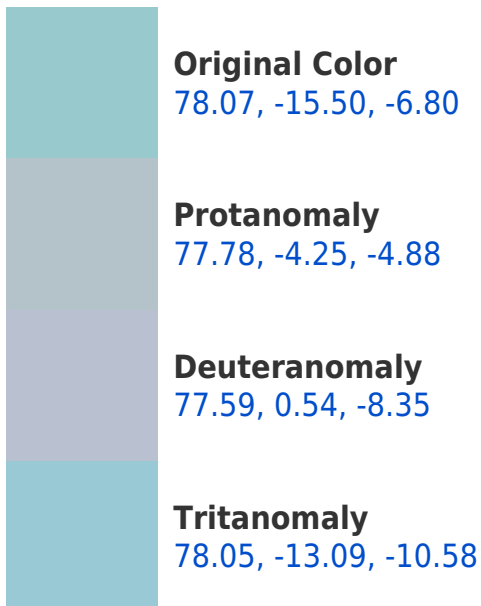 Original Color
78.07, -15.50, -6.80
Protanomaly
77.78, -4.25, -4.88
Deuteranomaly
77.59, 0.54, -8.35
Tritanomaly
78.05, -13.09, -10.58